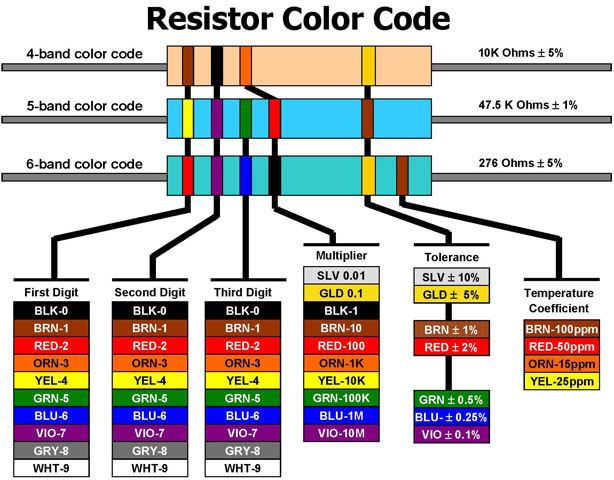 Resistor Color Code
4-band color code
10K Ohms ± 5%
5-band color code
47.5 K Ohms ± 1%
6-band color code
276 Ohms ± 5%
First Digit
BLK-0
BRN-1
RED-2
ORN-3
YEL-4
GRN-5
BLU-6
VIO-7
GRY-8
WHT-9
Second Digit
BLK-0
BRN-1
RED-2
ORN-3
YEL-4
GRN-5
BLU-6
VIO-7
GRY-8
WHT-9
Third Digit
BLK-0
BRN-1
RED-2
ORN-3
YEL-4
GRN-5
BLU-6
VIO-7
GRY-8
WHT-9
Multiplier
SLV 0.01
GLD 0.1
BLK-1
BRN-10
RED-100
ORN-1K
YEL-10K
GRN-100K
BLU-1M
VIO-10M
Tolerance
SLV ± 10%
GLD ± 5%
BRN ± 1%
RED ± 2%
GRN ± 0.5%
BLU- ± 0.25%
VIO ± 0.1%
Temperature
Coefficient
BRN-100ppm
RED-50ppm
ORN-15ppm
YEL-25ppm